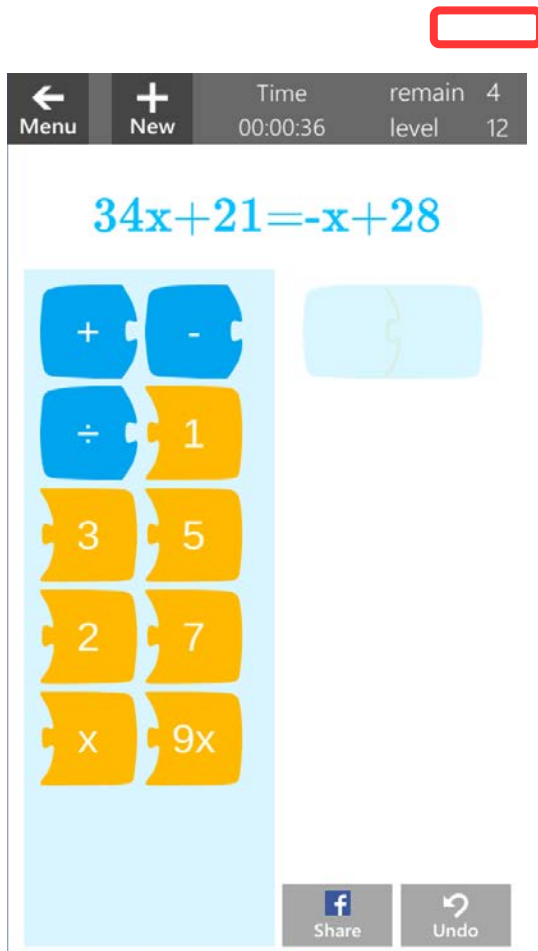 Time remain 4
Menu New 00:00:36 level 12
34x+21=-x+28
+ -
÷ 1
3 5
2 7
x 9x
f
Share Undo